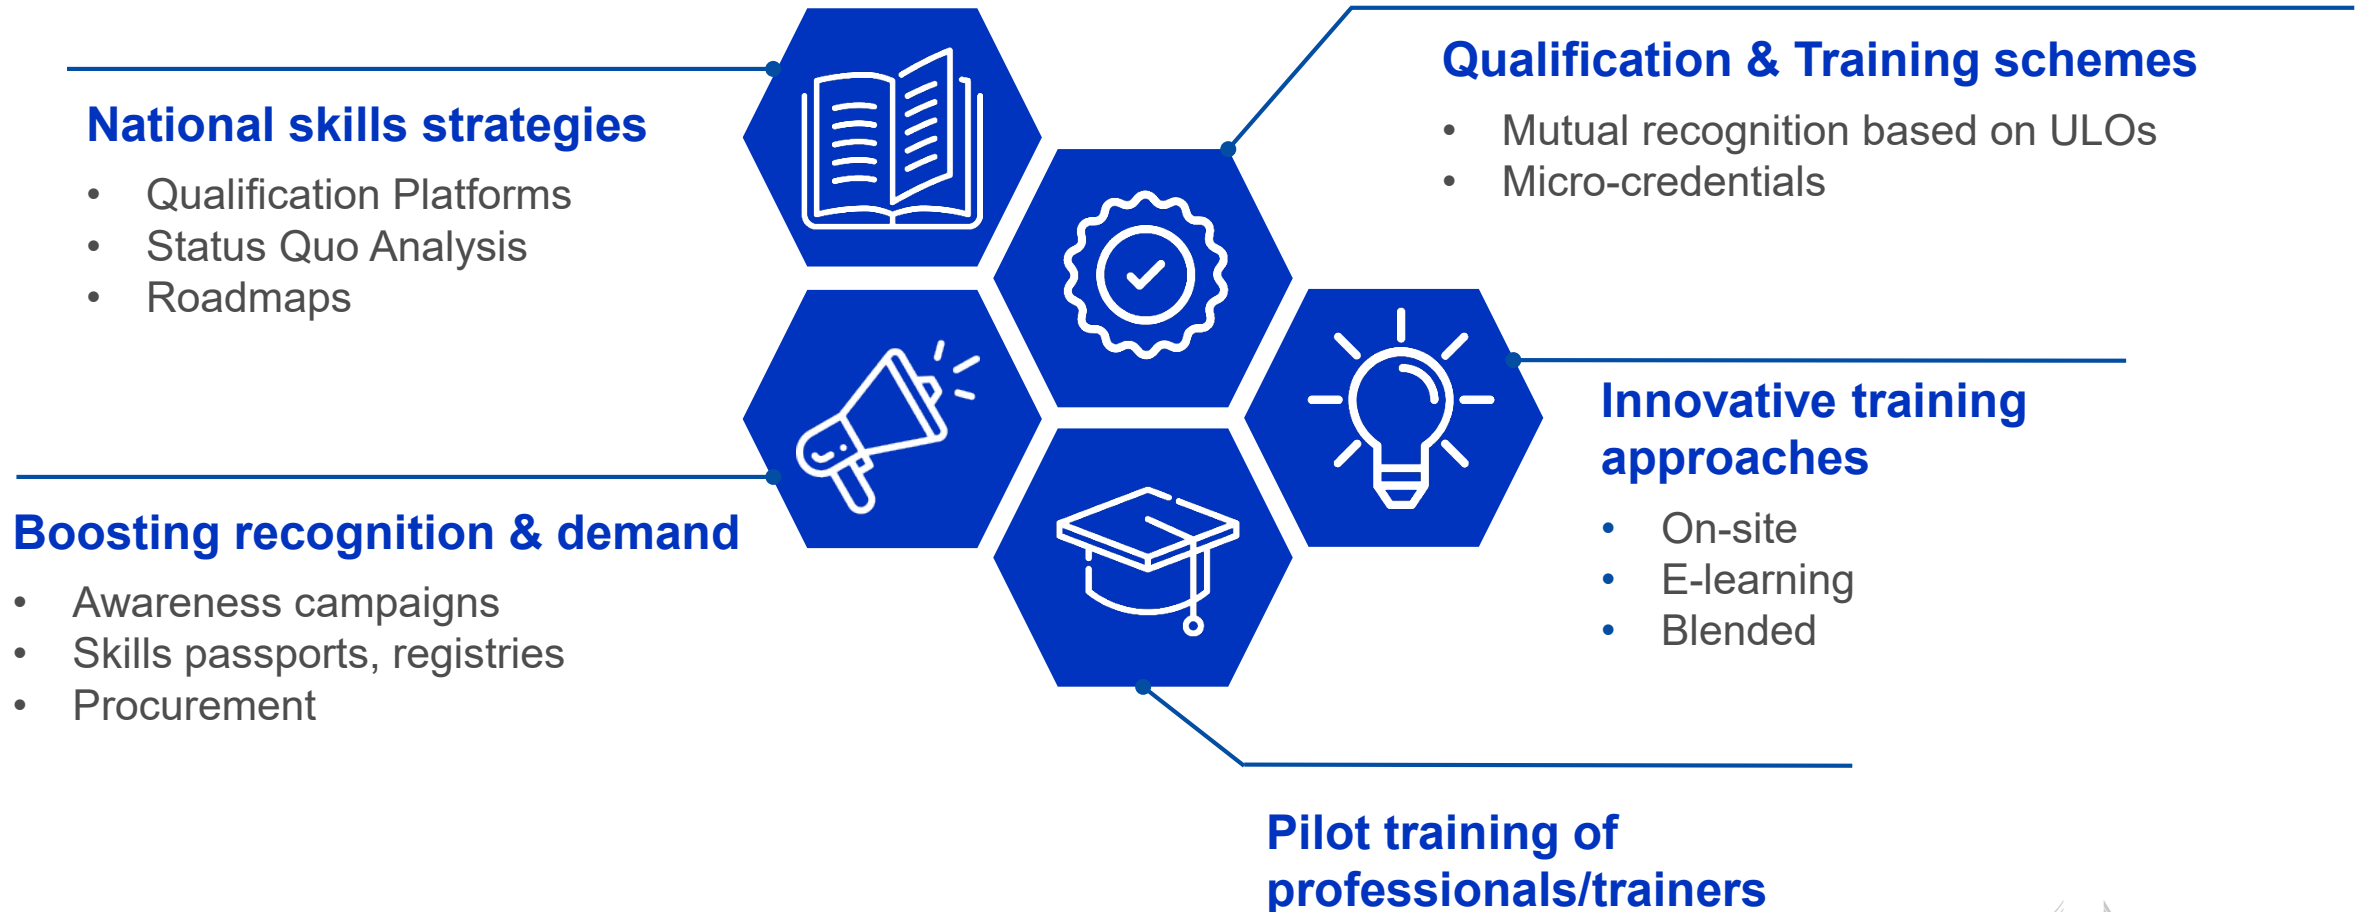 National skills strategies
• Qualification Platforms
• Status Quo Analysis
• Roadmaps
Qualification & Training schemes
• Mutual recognition based on ULOs
• Micro-credentials
Innovative training
approaches
• On-site
• E-learning
• Blended
Boosting recognition & demand
• Awareness campaigns
• Skills passports, registries
• Procurement
Pilot training of
professionals/trainers